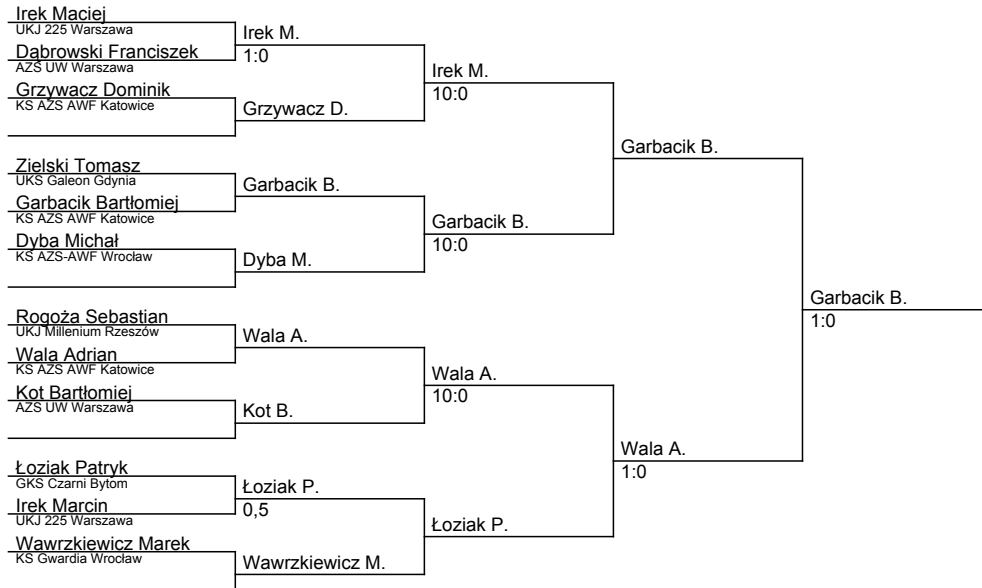 Irek Maciej
UKJ 225 Warszawa
Dąbrowski Franciszek
AZS UW Warszawa
Grzywacz Dominik
KS AZS AWF Katowice
Zielski Tomasz
UKS Galeon Gdynia
Garbacik Bartłomiej
KS AZS AWF Katowice
Dyba Michał
KS AZS-AWF Wrocław
Rogoża Sebastian
UKJ Millenium Rzeszów
Wala Adrian
KS AZS AWF Katowice
Kot Bartłomiej
AZS UW Warszawa
Łoziak Patryk
GKS Czarni Bytom
Irek Marcin
UKJ 225 Warszawa
Wawrzkiewicz Marek
KS Gwardia Wrocław
Irek M.
1:0
Grzywacz D.
Garbacik B.
Dyba M.
Wala A.
Kot B.
Łoziak P.
0,5
Wawrzkiewicz M.
Irek M.
10:0
Garbacik B.
10:0
Wala A.
10:0
Łoziak P.
Garbacik B.
Wala A.
1:0
Garbacik B.
1:0